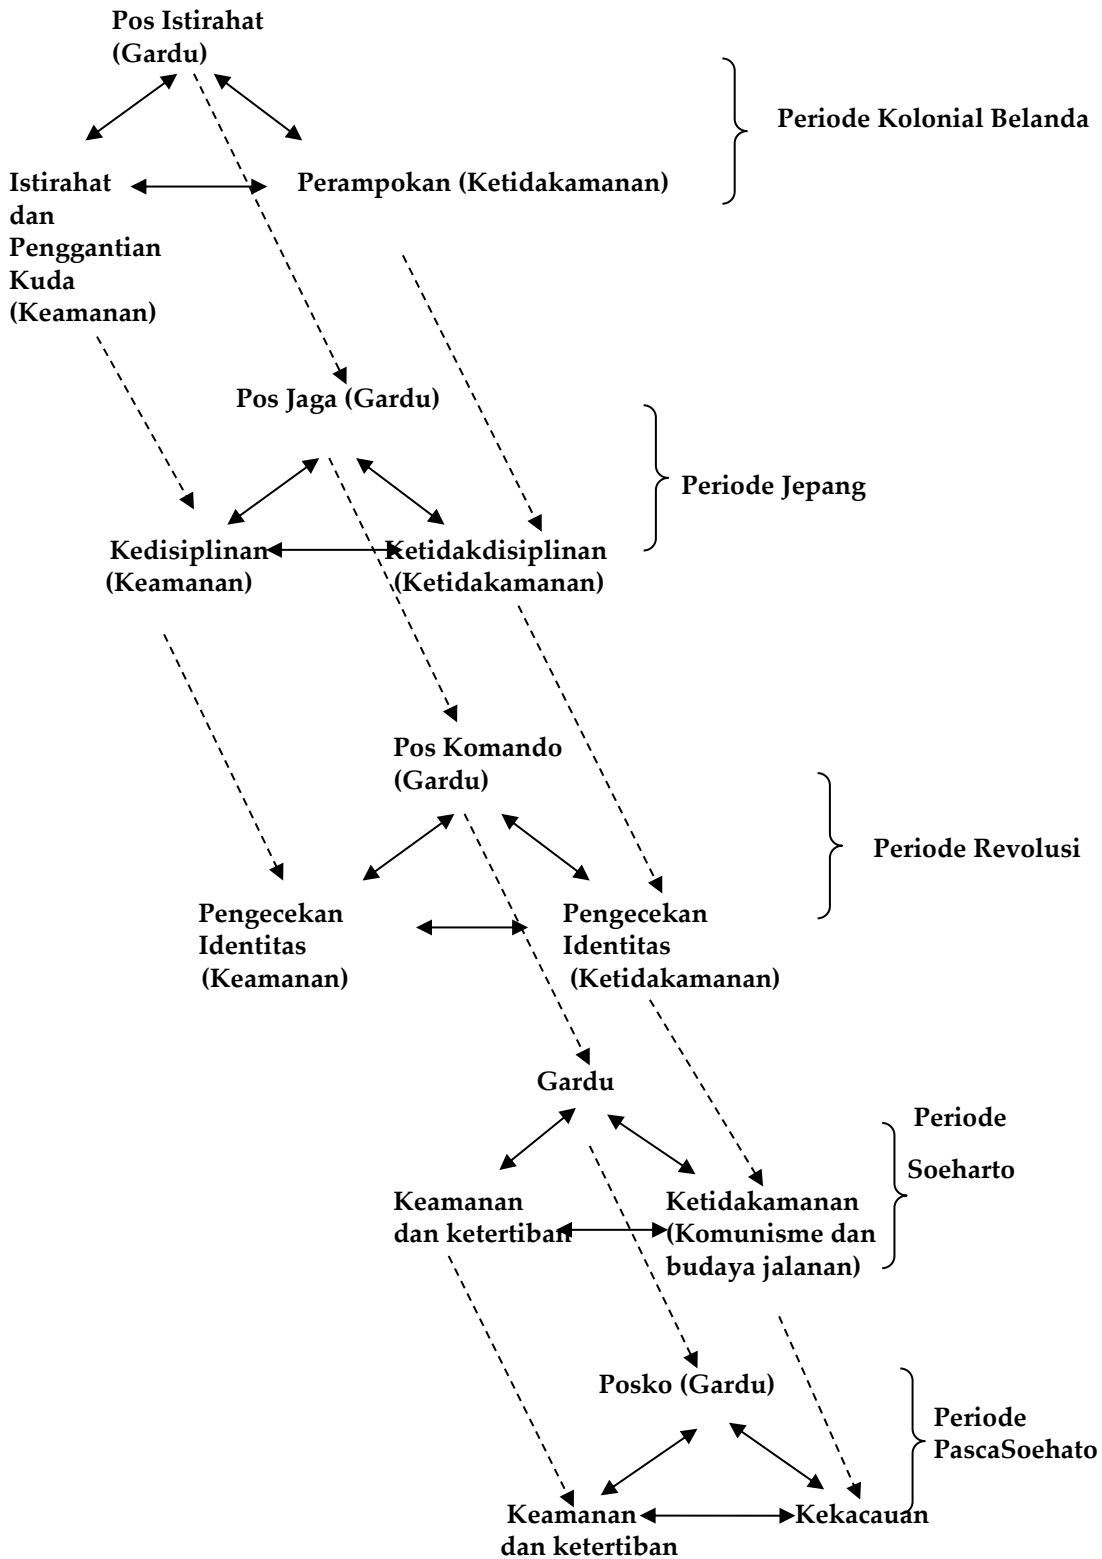 Pos Istirahat
(Gardu)
Periode Kolonial Belanda
Istirahat
dan
Penggantian
Kuda
(Keamanan)
Perampokan (Ketidakamanan)
Pos Jaga (Gardu)
Periode Jepang
Kedisiplinan
(Keamanan)
Ketidakdisiplinan
(Ketidakamanan)
Pos Komando
(Gardu)
Periode Revolusi
Pengecekan
Identitas
(Keamanan)
Pengecekan
Identitas
(Ketidakamanan)
Gardu
Periode
Soeharto
Keamanan
dan ketertiban
Ketidakamanan
(Komunisme dan
budaya jalanan)
Posko (Gardu)
Periode
PascaSoehato
Keamanan
dan ketertiban
Kekacauan